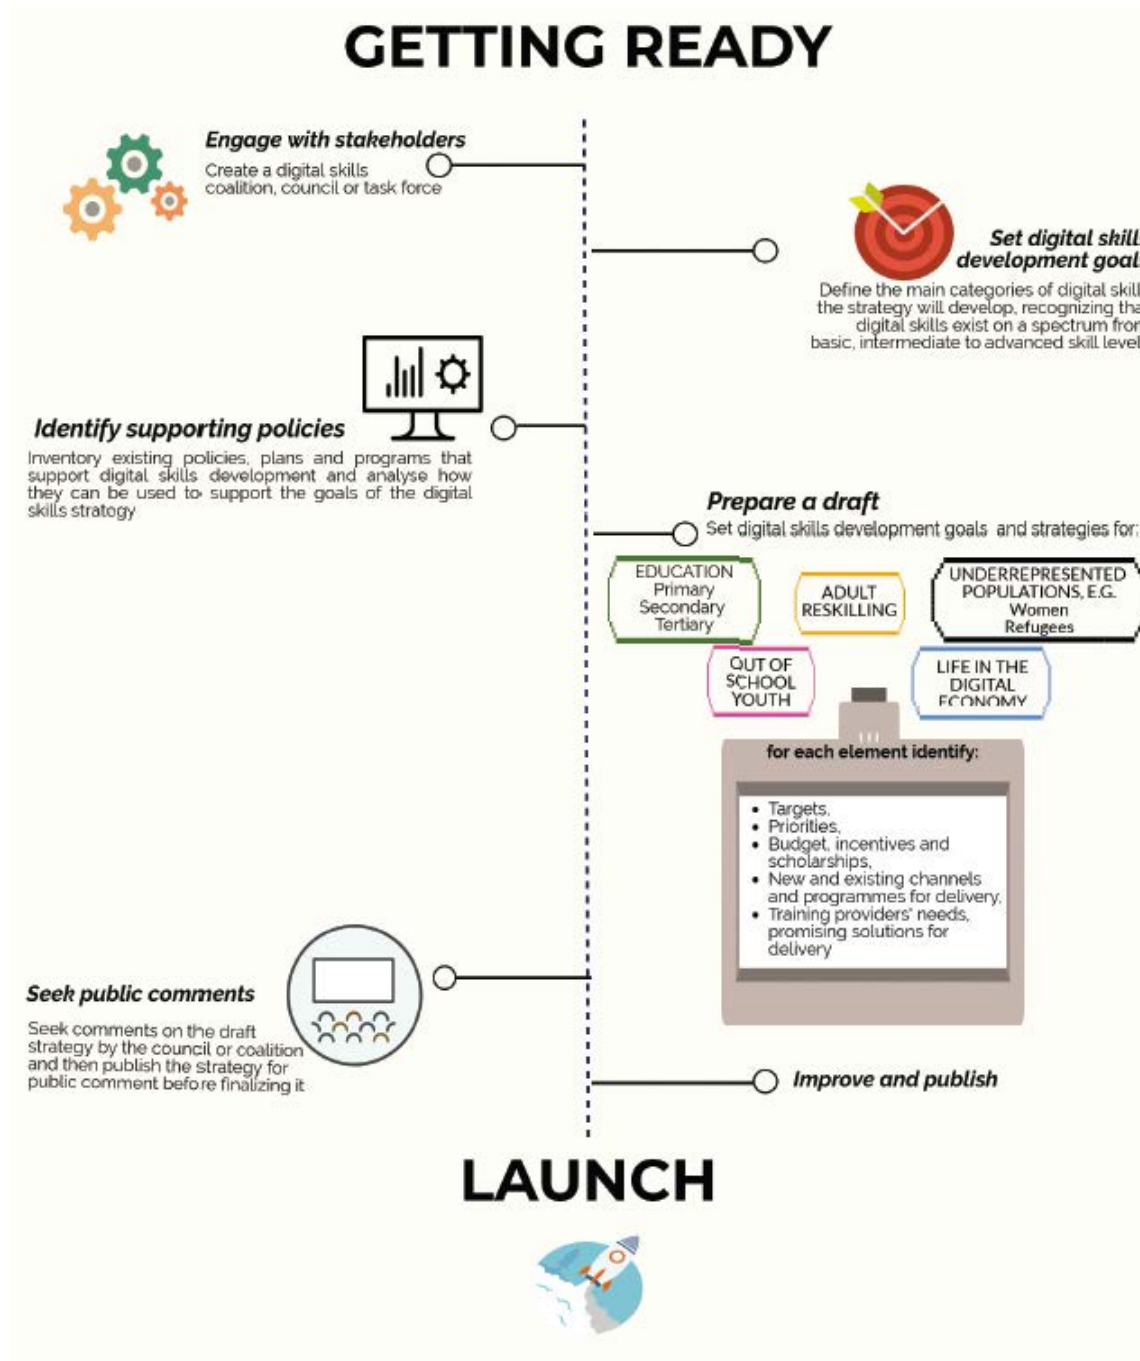 GETTING READY
Engage with stakeholders
Create a digital skills
coalition, council or task force
Set digital skill
development goal
Define the main categories of digital skill
the strategy will develop, recognizing tha
digital skills exist on a spectrum fron
basic, intermediate to advanced skill level
Identify supporting policies
Inventory existing policies, plans and programs that
support digital skills development and analyse how
they can be used to support the goals of the digital
skills strategy
Prepare a draft
Set digital skills development goals and strategies for:
EDUCATION
Primary
Secondary
Tertiary
ADULT
RESKILLING
UNDERREPRESENTED
POPULATIONS, E.G.
Women
Refugees
OUT OF
SCHOOL
YOUTH
LIFE IN THE
DIGITAL
ECONOMY
for each element identify:
• Targets,
• Priorities,
• Budget, incentives and
scholarships,
• New and existing channels
and programmes for delivery,
• Training providers' needs,
promising solutions for
delivery
Seek public comments
Seek comments on the draft
strategy by the council or coalition
and then publish the strategy for
public comment before finalizing it
Improve and publish
LAUNCH